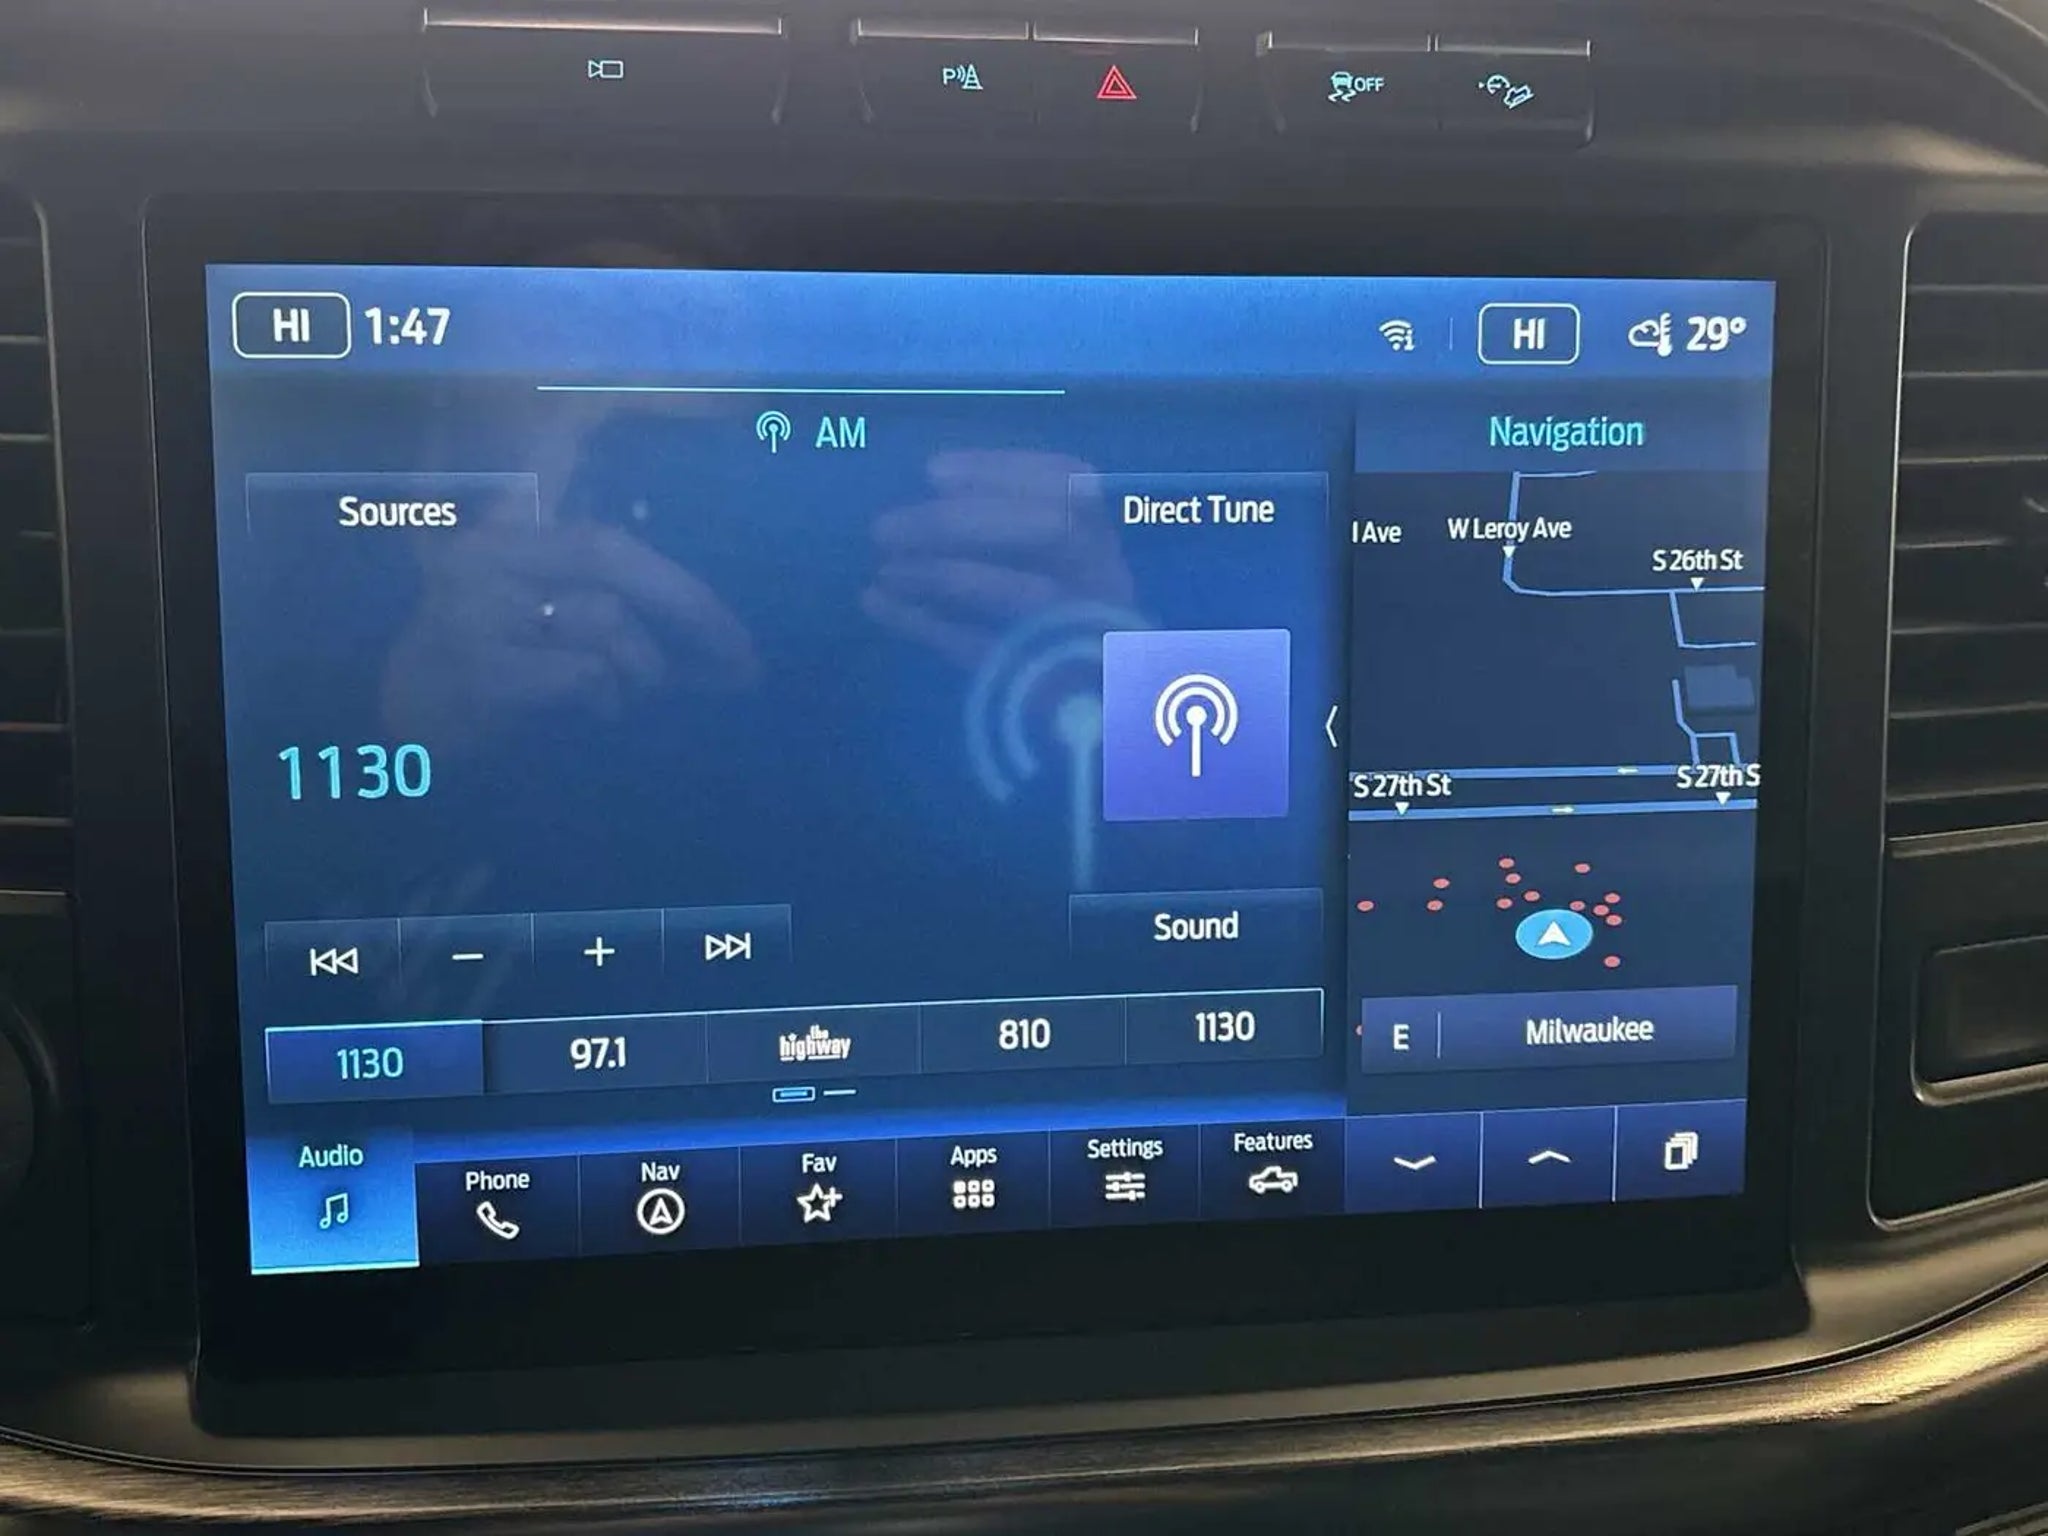 P
OFF
HI 1:47
HI 29°
AM
Navigation
Sources
Direct Tune
l Ave
W Leroy Ave
S 26th St
1130
S 27th St
S 27th S
Sound
1130
97.1
the
highway
810
1130
E
Milwaukee
Audio
Phone
Nav
Fav
Apps
Settings
Features